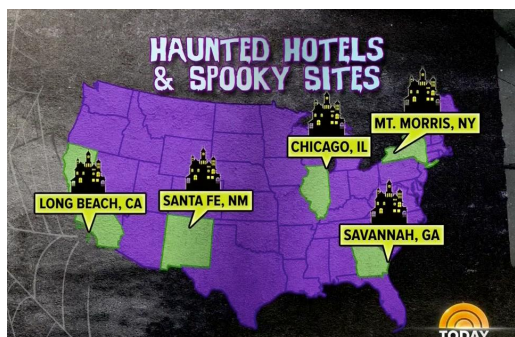 HAUNTED HOTELS
& SPOOKY SITES
MT. MORRIS, NY
CHICAGO, IL
LONG BEACH, CA
SANTA FE, NM
SAVANNAH, GA
TODAY